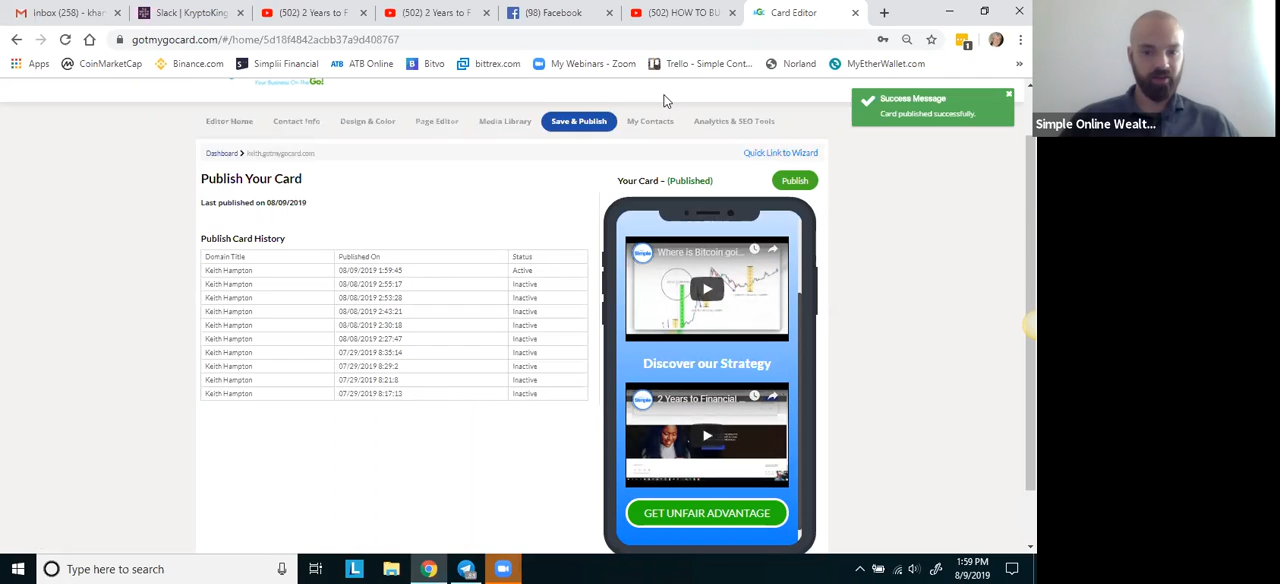 Inbox (258) - khar
Slack | KryptoKing
(502) 2 Years to F
(502) 2 Years to F
(98) Facebook
(502) HOW TO BU
Card Editor
gotmygocard.com/#/home/5d18f4842acbb37a9d408767
Apps
CoinMarketCap
Binance.com
Simplii Financial
ATB Online
Bitvo
bittrex.com
My Webinars - Zoom
Trello - Simple Cont...
Norland
MyEtherWallet.com
Your Business On The Go!
Success Message
Card published successfully.
Simple Online Wealt...
Editor Home
Contact Info
Design & Color
Page Editor
Media Library
Save & Publish
My Contacts
Analytics & SEO Tools
Dashboard > keith.gotmygocard.com
Quick Link to Wizard
Publish Your Card
Your Card – (Published)
Publish
Last published on 08/09/2019
Publish Card History
Domain Title Published On Status
Keith Hampton 08/09/2019 1:59:45 Active
Keith Hampton 08/08/2019 2:55:17 Inactive
Keith Hampton 08/08/2019 2:53:28 Inactive
Keith Hampton 08/08/2019 2:43:21 Inactive
Keith Hampton 08/08/2019 2:30:18 Inactive
Keith Hampton 08/08/2019 2:27:47 Inactive
Keith Hampton 07/29/2019 8:35:14 Inactive
Keith Hampton 07/29/2019 8:29:2 Inactive
Keith Hampton 07/29/2019 8:21:8 Inactive
Keith Hampton 07/29/2019 8:17:13 Inactive
Simple
Where is Bitcoin goi...
Discover our Strategy
Simple
2 Years to Financial ...
GET UNFAIR ADVANTAGE
Type here to search
1:59 PM
8/9/2019